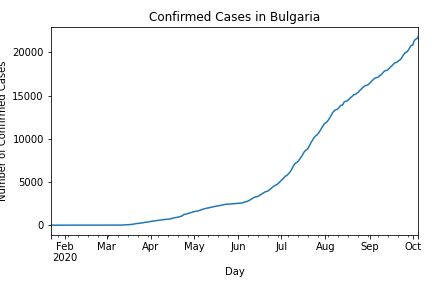 Confirmed Cases in Bulgaria
Number of Confirmed Cases
20000
15000
10000
5000
0
Feb Mar Apr May Jun Jul Aug Sep Oct
2020
Day